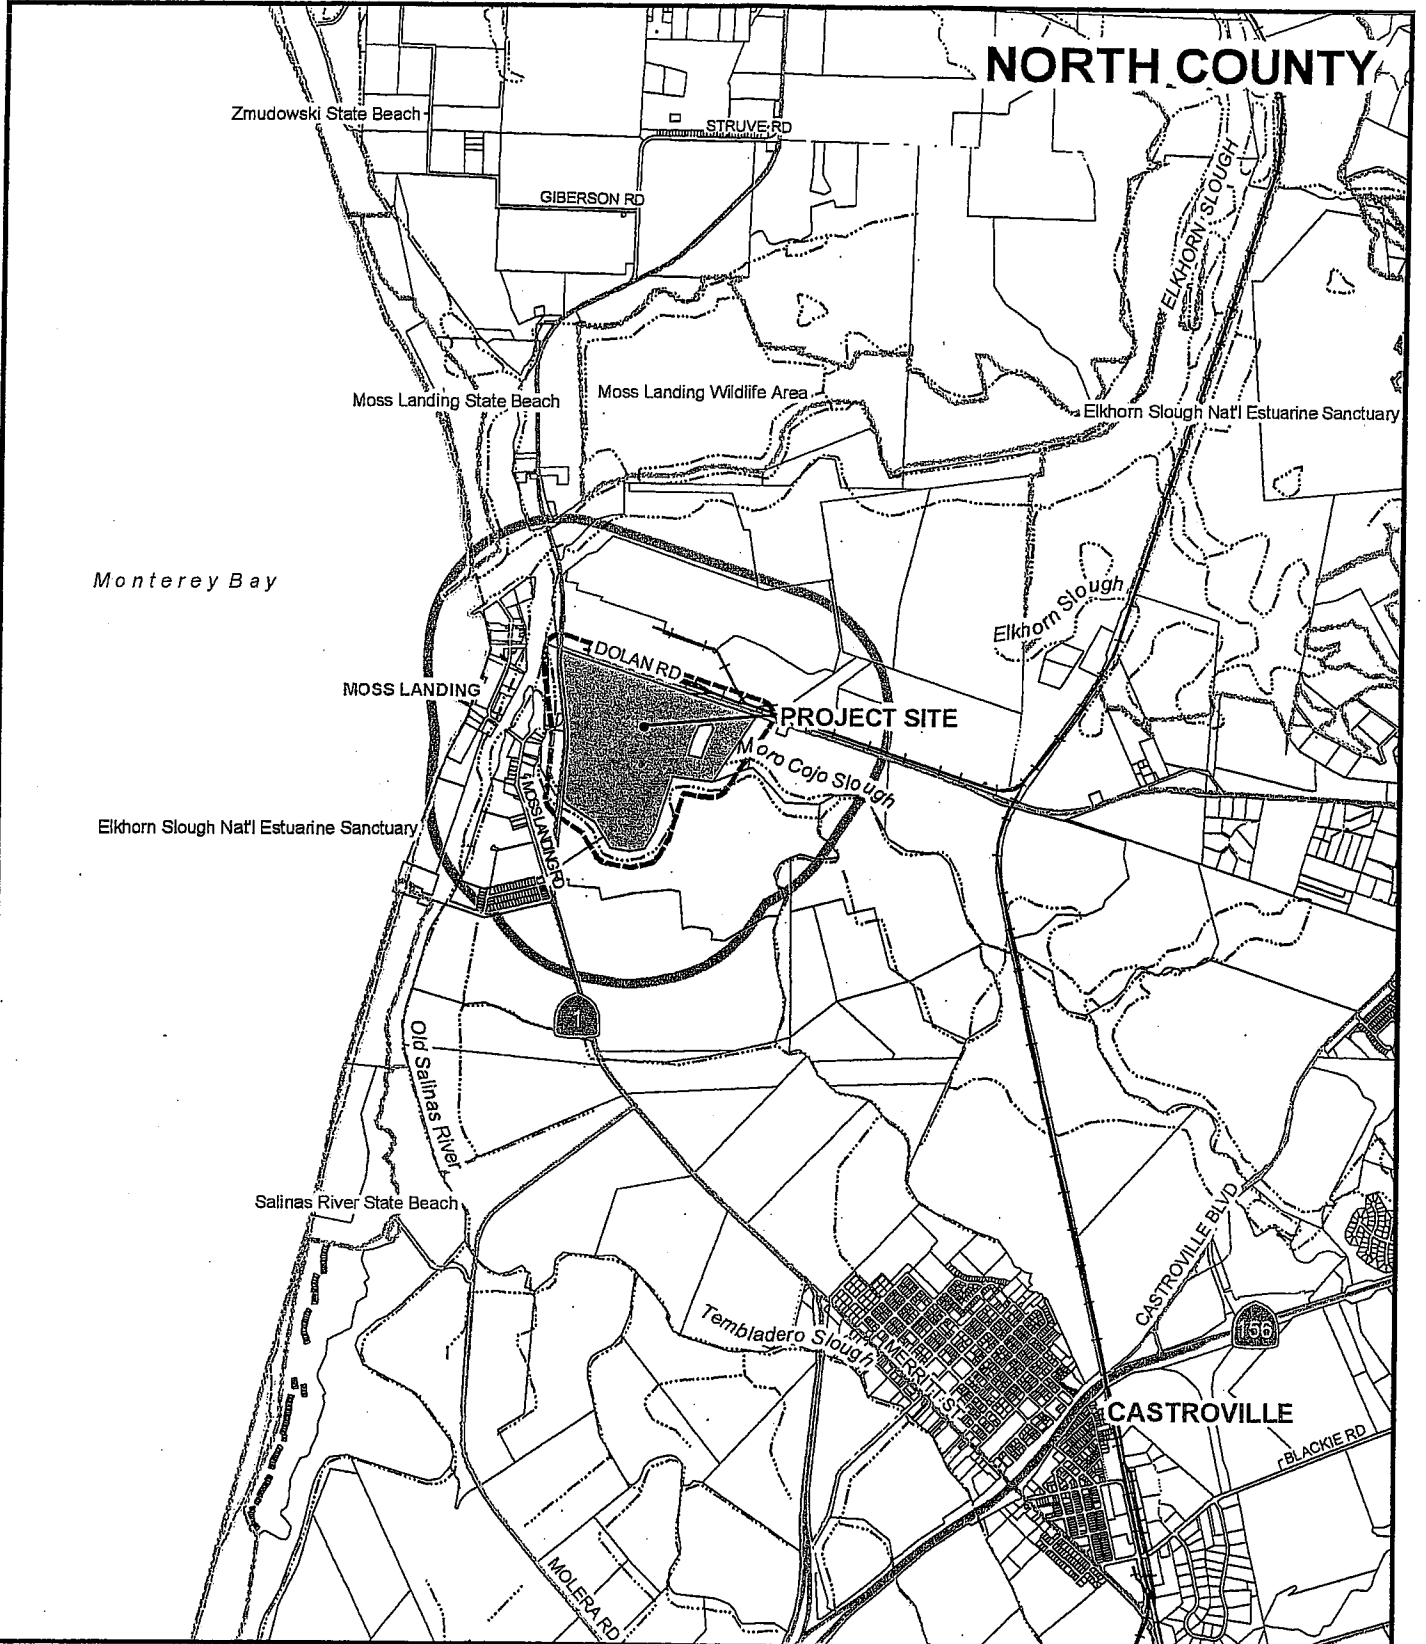 NORTH COUNTY
Zmudowski State Beach
STRUVE RD
GIBERSON RD
ELKHORN SLOUGH
Moss Landing State Beach
Moss Landing Wildlife Area
Elkhorn Slough Nat'l Estuarine Sanctuary
Monterey Bay
Elkhorn Slough
DOLAN RD
MOSS LANDING
PROJECT SITE
Moro Cojo Slough
MOSS LANDING RD
Elkhorn Slough Nat'l Estuarine Sanctuary
1
Old Salinas River
Salinas River State Beach
CASTROVILLE BLVD
156
Tembladero Slough
MERRITT ST
CASTROVILLE
BLACKIE RD
MOLERA RD